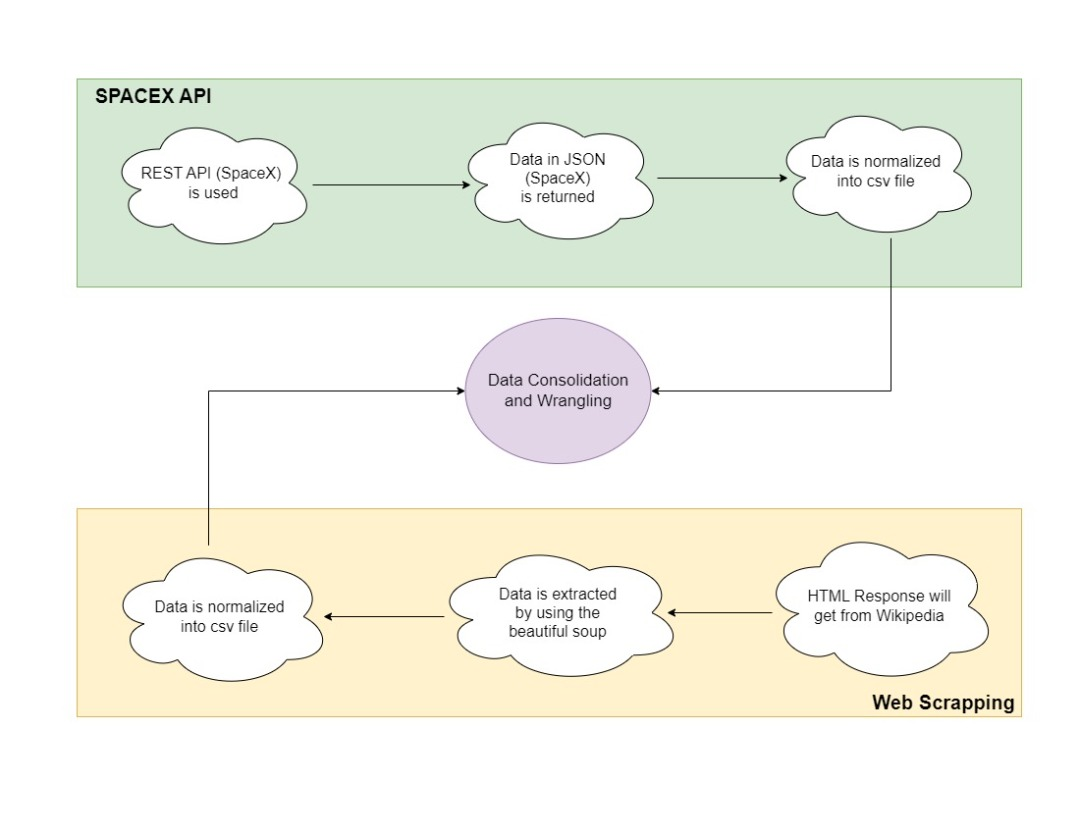 SPACEX API
REST API (SpaceX)
is used
Data in JSON
(SpaceX)
is returned
Data is normalized
into csv file
Data Consolidation
and Wrangling
Data is normalized
into csv file
Data is extracted
by using the
beautiful soup
HTML Response will
get from Wikipedia
Web Scrapping